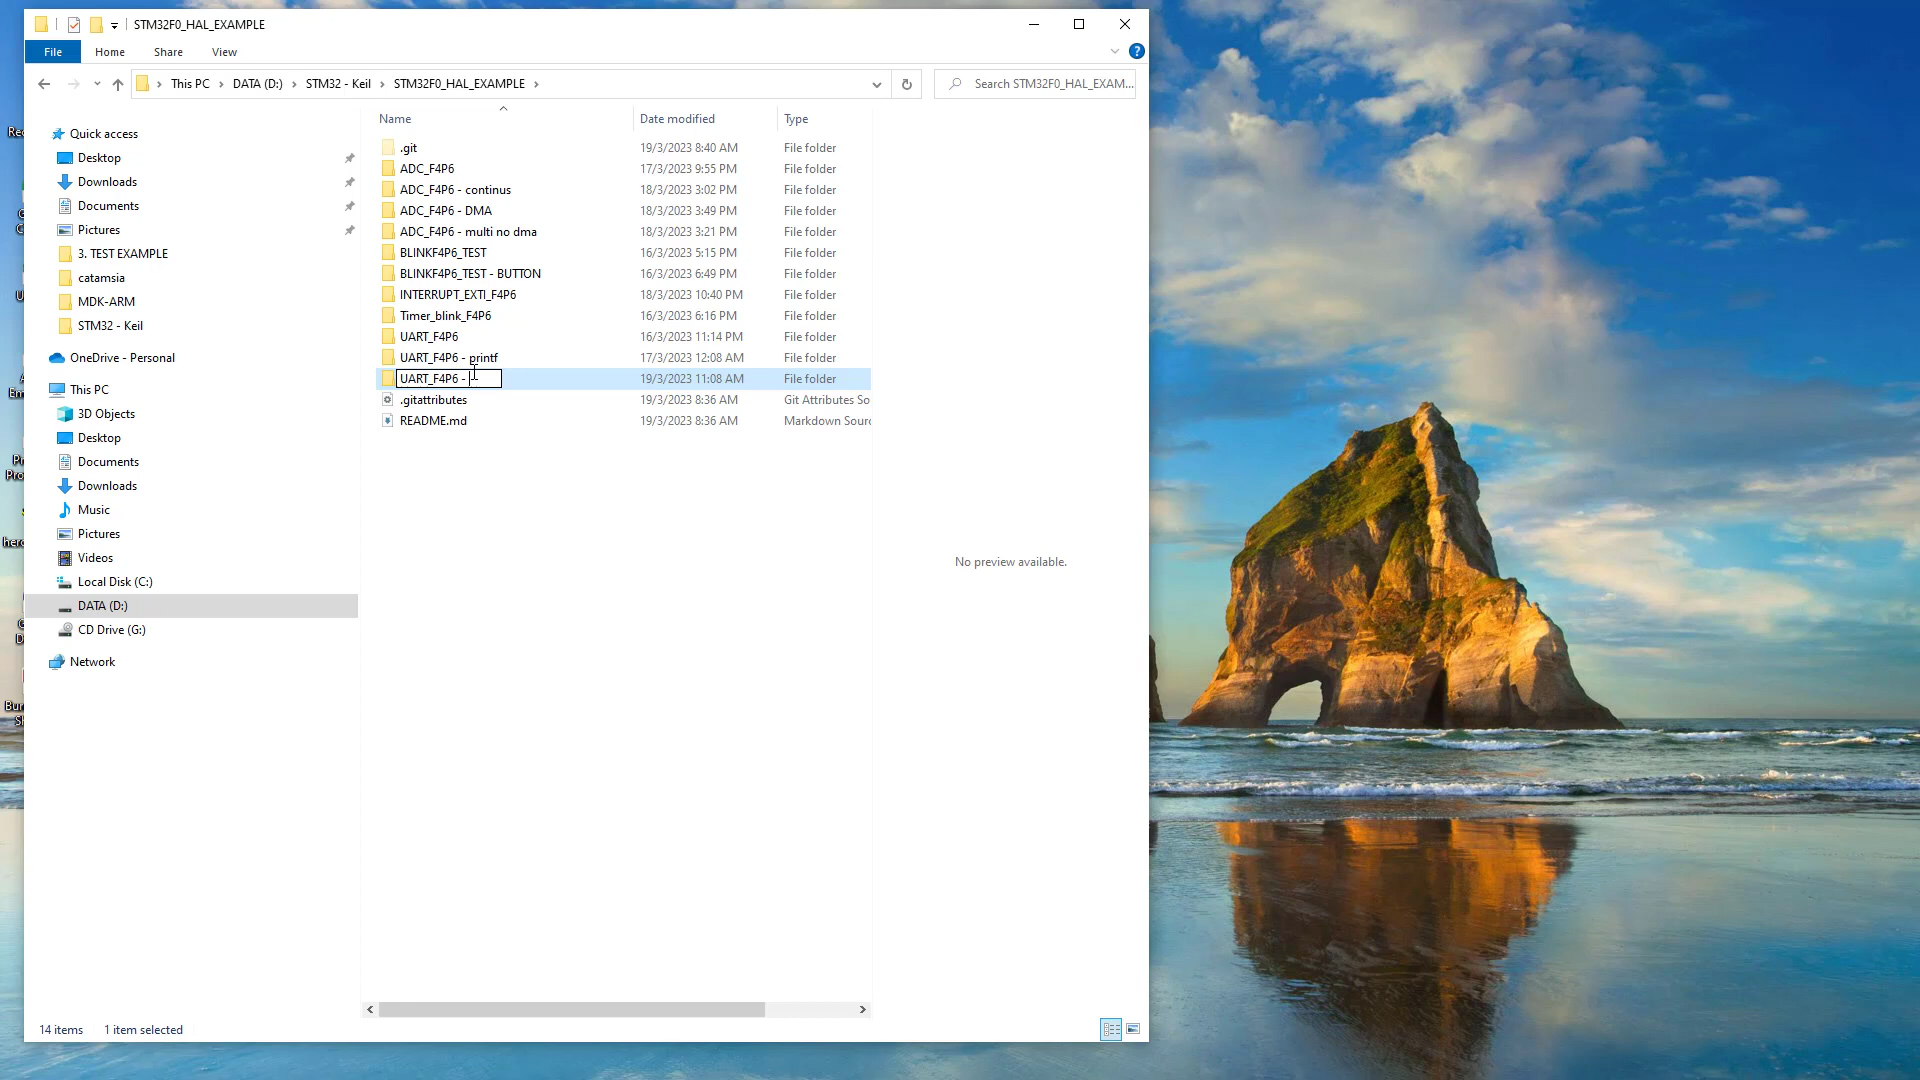 STM32F0_HAL_EXAMPLE
File Home Share View
This PC DATA (D:) STM32 - Keil STM32F0_HAL_EXAMPLE
Search STM32F0_HAL_EXAM...
Name Date modified Type
Quick access
Desktop
Downloads
Documents
Pictures
3. TEST EXAMPLE
catamsia
MDK-ARM
STM32 - Keil
OneDrive - Personal
This PC
3D Objects
Desktop
Documents
Downloads
Music
Pictures
Videos
Local Disk (C:)
DATA (D:)
CD Drive (G:)
Network
.git 19/3/2023 8:40 AM File folder
ADC_F4P6 17/3/2023 9:55 PM File folder
ADC_F4P6 - continus 18/3/2023 3:02 PM File folder
ADC_F4P6 - DMA 18/3/2023 3:49 PM File folder
ADC_F4P6 - multi no dma 18/3/2023 3:21 PM File folder
BLINKF4P6_TEST 16/3/2023 5:15 PM File folder
BLINKF4P6_TEST - BUTTON 16/3/2023 6:49 PM File folder
INTERRUPT_EXTI_F4P6 18/3/2023 10:40 PM File folder
Timer_blink_F4P6 16/3/2023 6:16 PM File folder
UART_F4P6 16/3/2023 11:14 PM File folder
UART_F4P6 - printf 17/3/2023 12:08 AM File folder
UART_F4P6 - 19/3/2023 11:08 AM File folder
.gitattributes 19/3/2023 8:36 AM Git Attributes So
README.md 19/3/2023 8:36 AM Markdown Sour
No preview available.
14 items 1 item selected